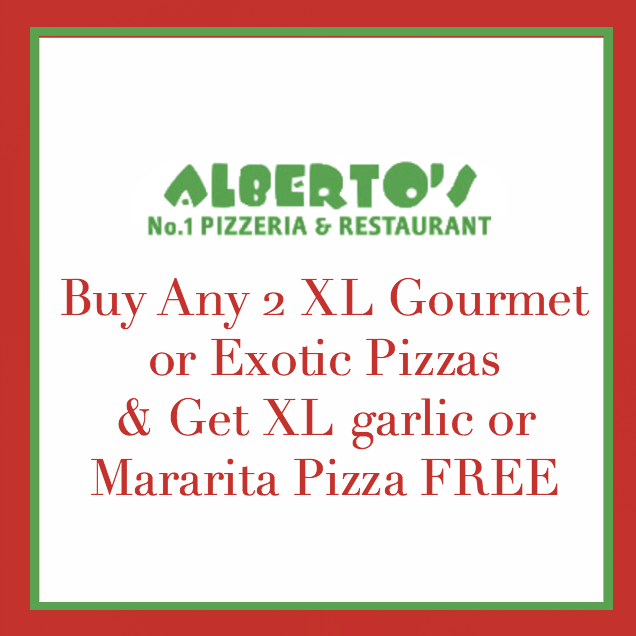 ALBERTO'S
No.1 PIZZERIA & RESTAURANT
Buy Any 2 XL Gourmet
or Exotic Pizzas
& Get XL garlic or
Mararita Pizza FREE